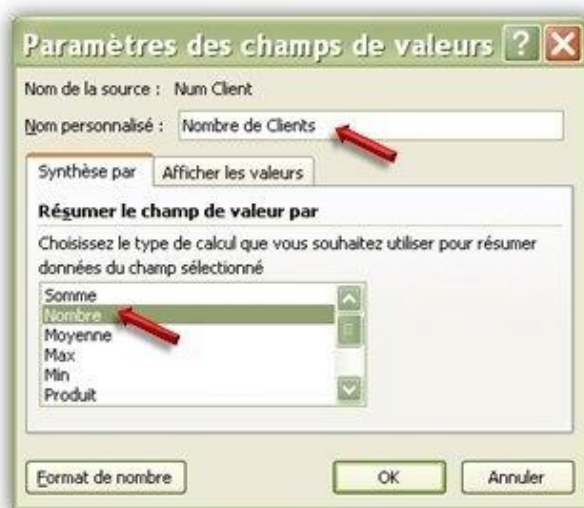 Paramètres des champs de valeurs
Nom de la source : Num Client
Nom personnalisé : Nombre de Clients
Synthèse par Afficher les valeurs
Résumer le champ de valeur par
Choisissez le type de calcul que vous souhaitez utiliser pour résumer
données du champ sélectionné
Somme
Nombre
Moyenne
Max
Min
Produit
Format de nombre OK Annuler